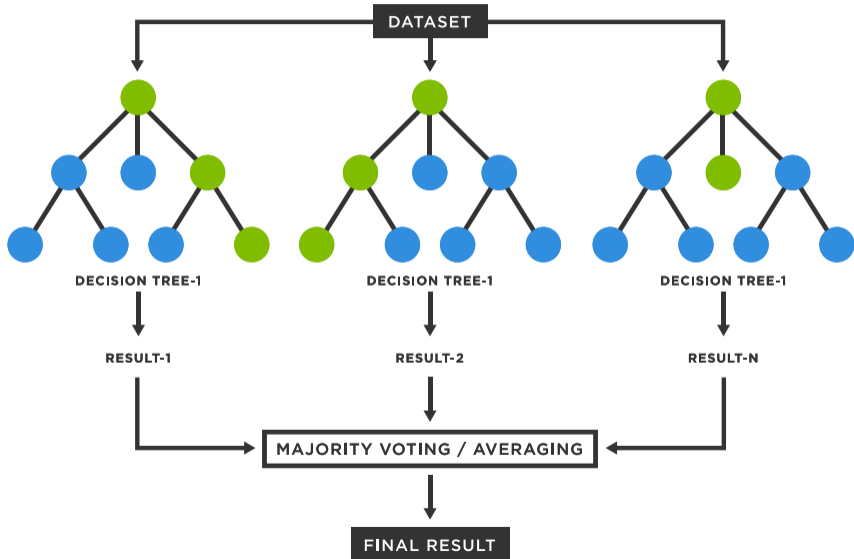 DATASET
DECISION TREE-1
DECISION TREE-1
DECISION TREE-1
RESULT-1
RESULT-2
RESULT-N
MAJORITY VOTING / AVERAGING
FINAL RESULT